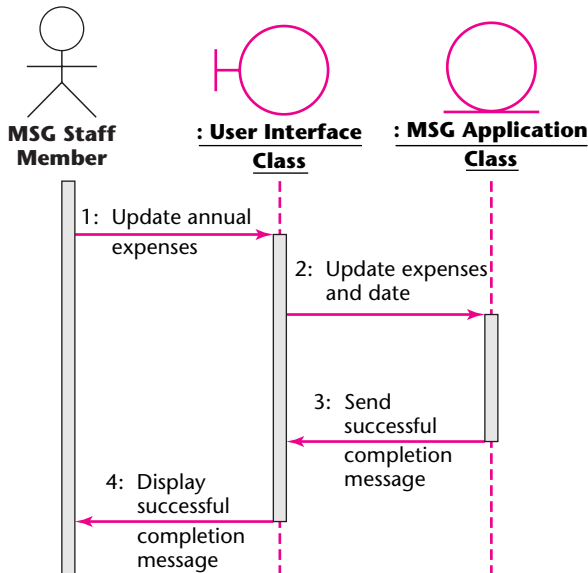 MSG Staff
Member
: User Interface
Class
: MSG Application
Class
1: Update annual
expenses
2: Update expenses
and date
3: Send
successful
completion
message
4: Display
successful
completion
message